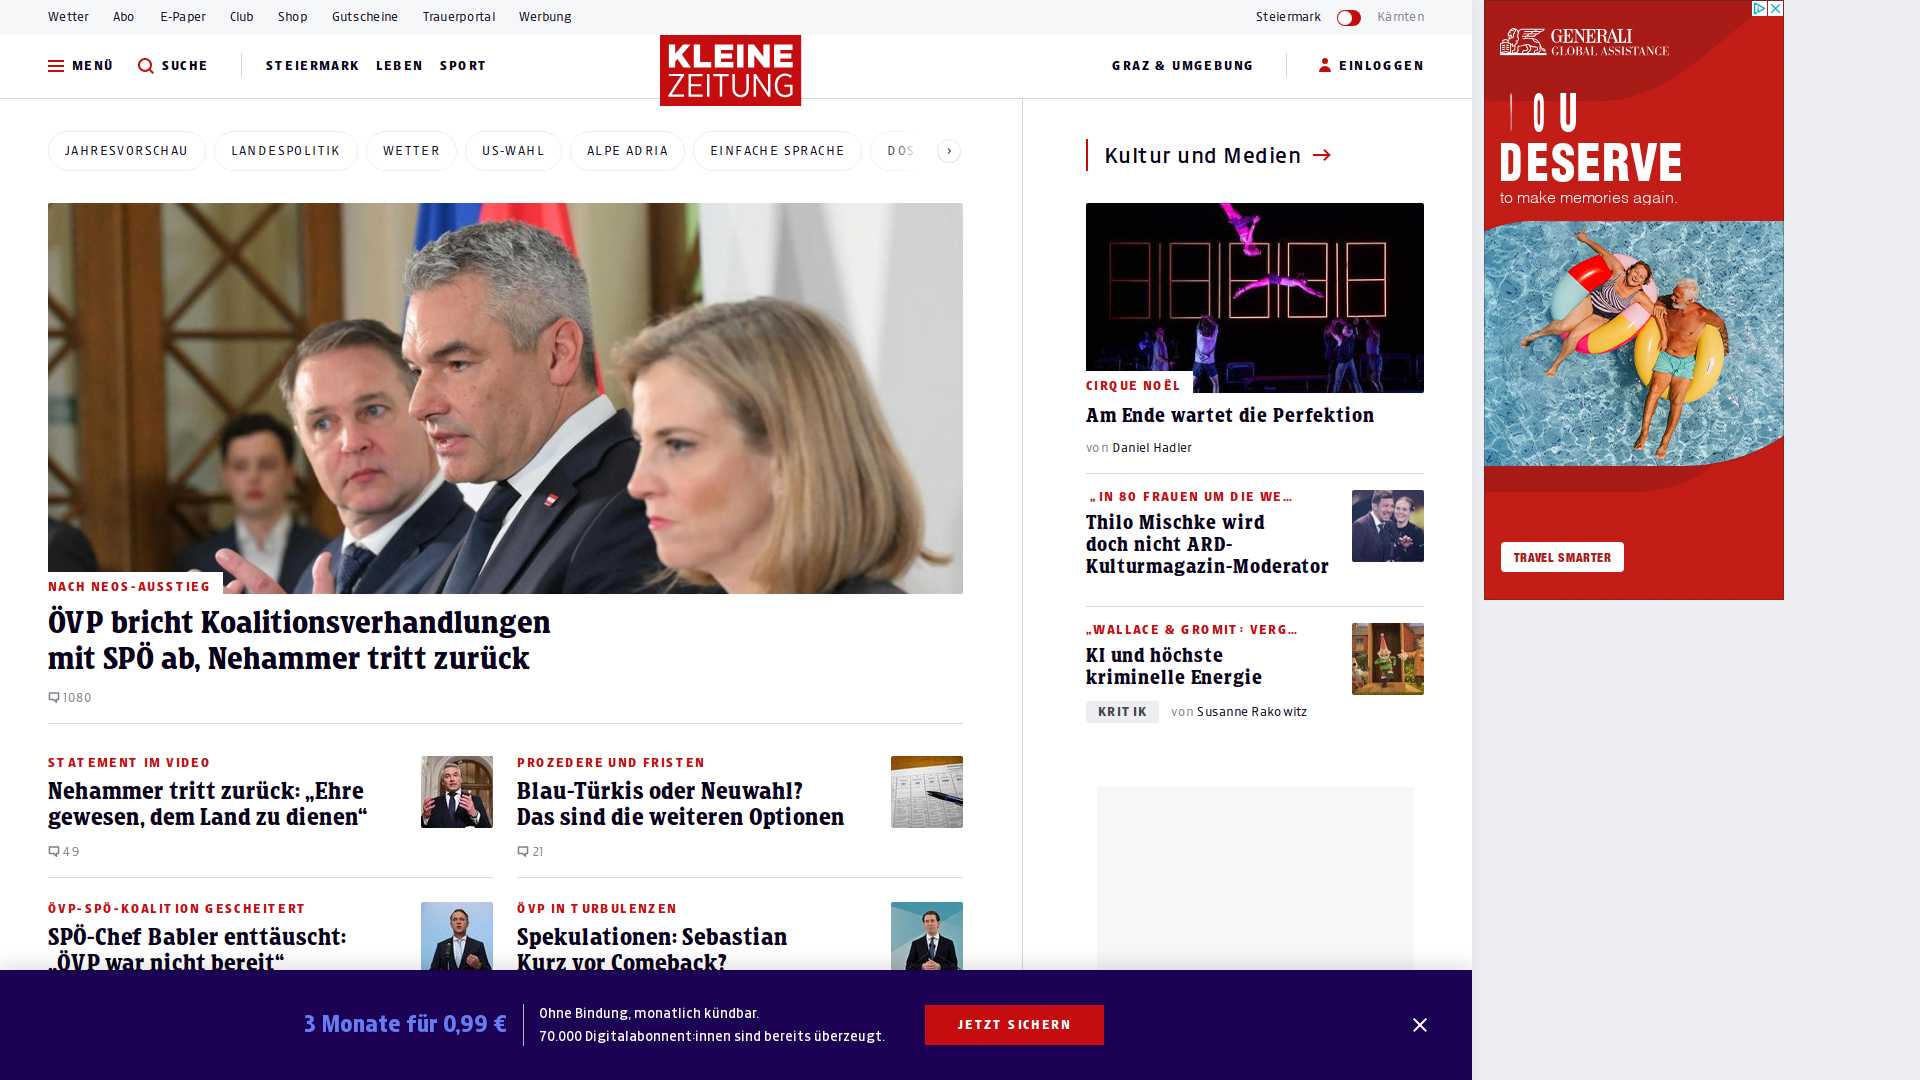 Wetter Abo E-Paper Club Shop Gutscheine Trauerportal Werbung
Steiermark Kärnten
MENÜ SUCHE STEIERMARK LEBEN SPORT
KLEINE
ZEITUNG
GRAZ & UMGEBUNG EINLOGGEN
JAHRESVORSCHAU LANDESPOLITIK WETTER US-WAHL ALPE ADRIA EINFACHE SPRACHE DOS
NACH NEOS-AUSSTIEG
ÖVP bricht Koalitionsverhandlungen
mit SPÖ ab, Nehammer tritt zurück
1080
STATEMENT IM VIDEO
Nehammer tritt zurück: „Ehre
gewesen, dem Land zu dienen“
49
PROZEDERE UND FRISTEN
Blau-Türkis oder Neuwahl?
Das sind die weiteren Optionen
21
ÖVP-SPÖ-KOALITION GESCHEITERT
SPÖ-Chef Babler enttäuscht:
„ÖVP war nicht bereit“
ÖVP IN TURBULENZEN
Spekulationen: Sebastian
Kurz vor Comeback?
Kultur und Medien
CIRQUE NOËL
Am Ende wartet die Perfektion
von Daniel Hadler
„IN 80 FRAUEN UM DIE WE…
Thilo Mischke wird
doch nicht ARD-
Kulturmagazin-Moderator
„WALLACE & GROMIT: VERG…
KI und höchste
kriminelle Energie
KRITIK von Susanne Rakowitz
GENERALI
GLOBAL ASSISTANCE
OU
DESERVE
to make memories again.
TRAVEL SMARTER
3 Monate für 0,99 €
Ohne Bindung, monatlich kündbar.
70.000 Digitalabonnent:innen sind bereits überzeugt.
JETZT SICHERN